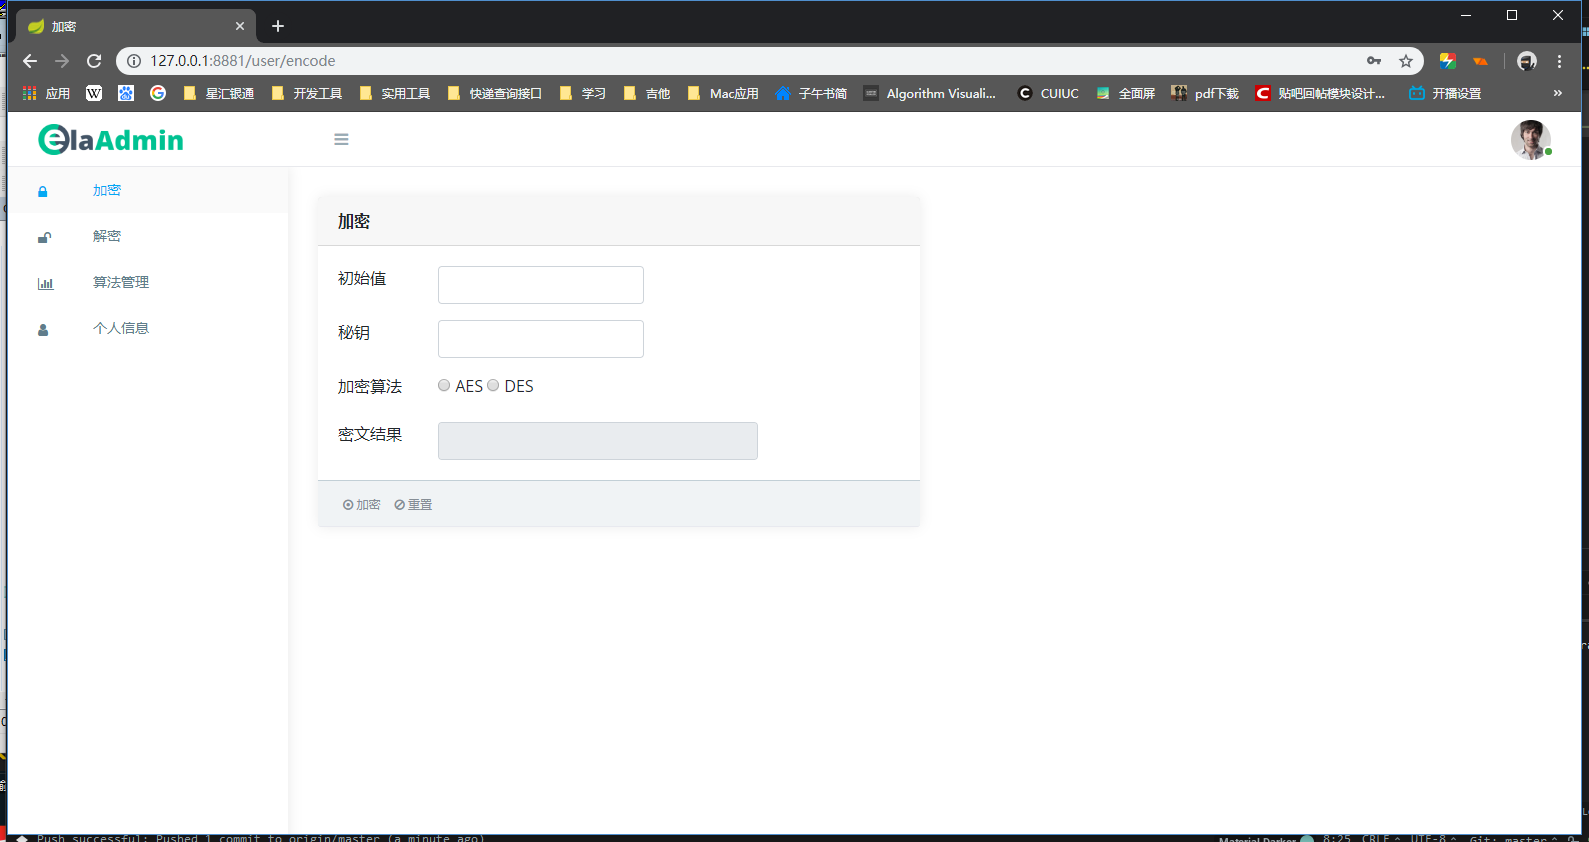 加密
127.0.0.1:8881/user/encode
应用 星汇银通 开发工具 实用工具 快递查询接口 学习 吉他 Mac应用 子午书简 Algorithm Visuali... CUIUC 全面屏 pdf下载 贴吧回帖模块设计... 开播设置 »
elaAdmin
加密
解密
算法管理
个人信息
加密
初始值
秘钥
加密算法 AES DES
密文结果
加密 重置
Push successful: Pushed 1 commit to origin/master (a minute ago)
Material Darker 8:25 CRLF UTF-8 Git: master